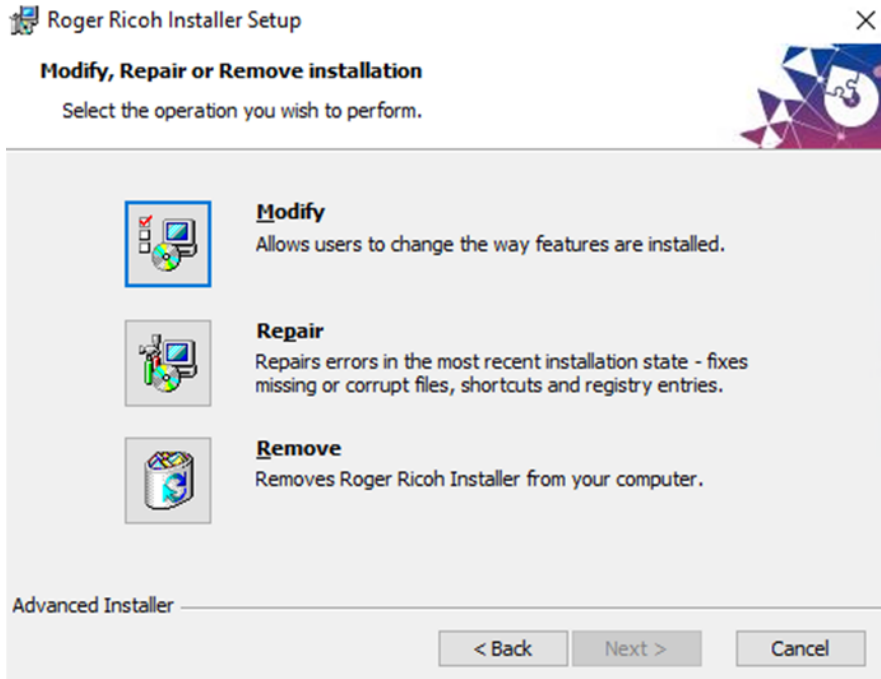 Roger Ricoh Installer Setup
Modify, Repair or Remove installation
Select the operation you wish to perform.
Modify
Allows users to change the way features are installed.
Repair
Repairs errors in the most recent installation state - fixes
missing or corrupt files, shortcuts and registry entries.
Remove
Removes Roger Ricoh Installer from your computer.
Advanced Installer
< Back
Next >
Cancel